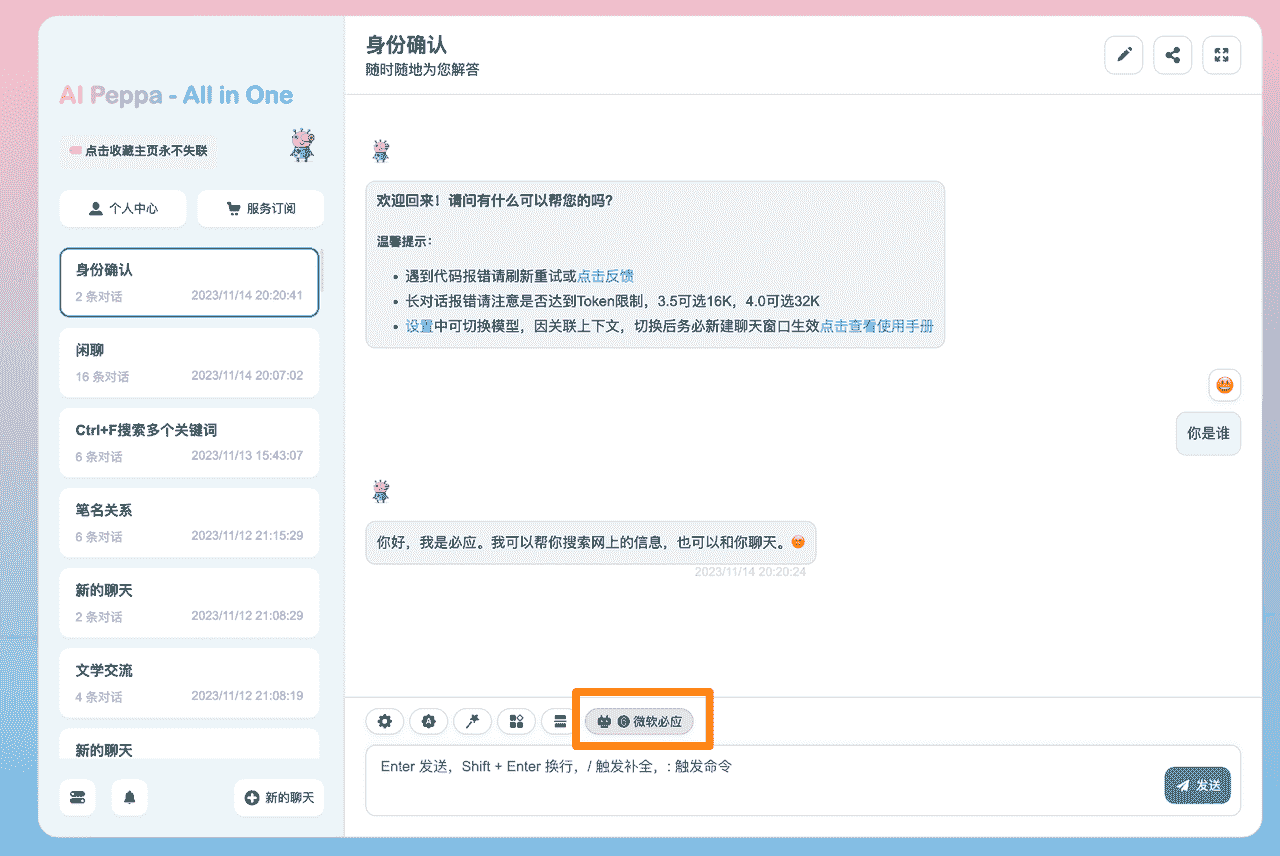 AI Peppa - All in One
点击收藏主页永不失联
个人中心
服务订阅
身份确认
2 条对话
2023/11/14 20:20:41
闲聊
16 条对话
2023/11/14 20:07:02
Ctrl+F搜索多个关键词
6 条对话
2023/11/13 15:43:07
笔名关系
6 条对话
2023/11/12 21:15:29
新的聊天
2 条对话
2023/11/12 21:08:29
文学交流
4 条对话
2023/11/12 21:08:19
新的聊天
新的聊天
身份确认
随时随地为您解答
欢迎回来！请问有什么可以帮您的吗?
温馨提示：
• 遇到代码报错请刷新重试或点击反馈
• 长对话报错请注意是否达到Token限制，3.5可选16K，4.0可选32K
• 设置中可切换模型，因关联上下文，切换后务必新建聊天窗口生效点击查看使用手册
你是谁
你好，我是必应。我可以帮你搜索网上的信息，也可以和你聊天。
2023/11/14 20:20:24
微软必应
Enter 发送，Shift + Enter 换行，/ 触发补全，: 触发命令
发送